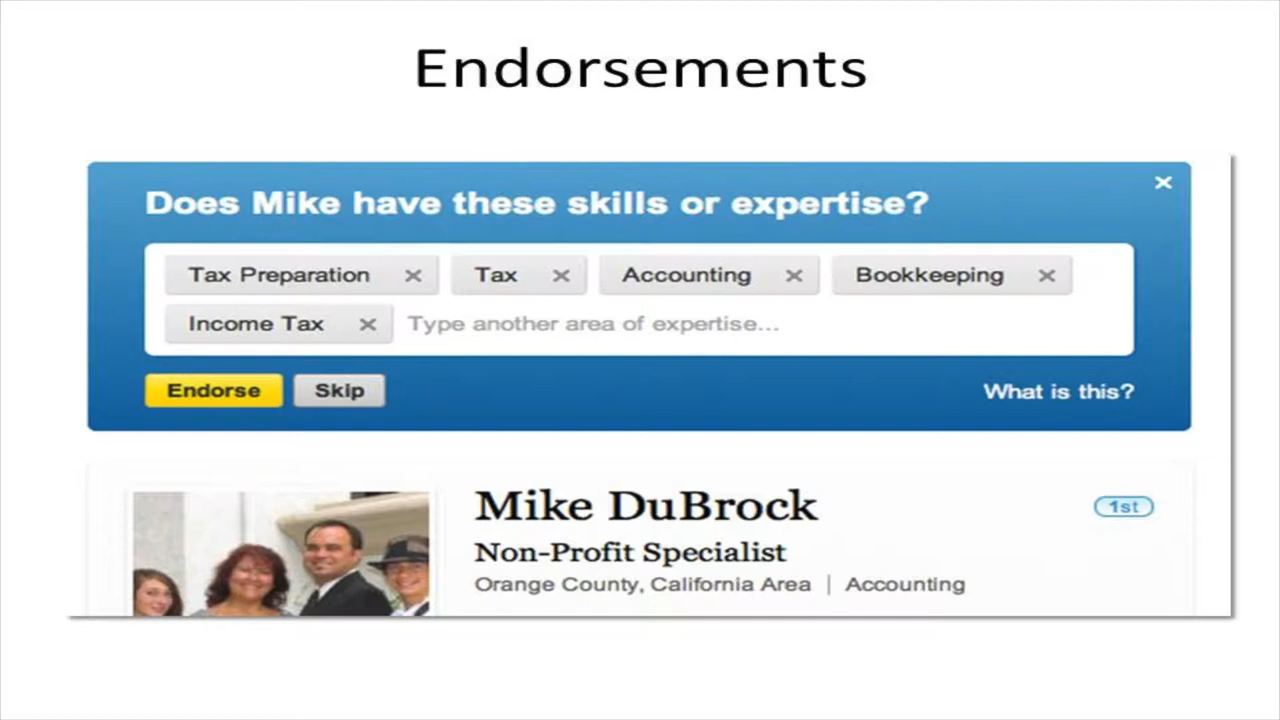 Endorsements
Does Mike have these skills or expertise?
Tax Preparation × Tax × Accounting × Bookkeeping ×
Income Tax × Type another area of expertise...
Endorse Skip What is this?
Mike DuBrock 1st
Non-Profit Specialist
Orange County, California Area | Accounting